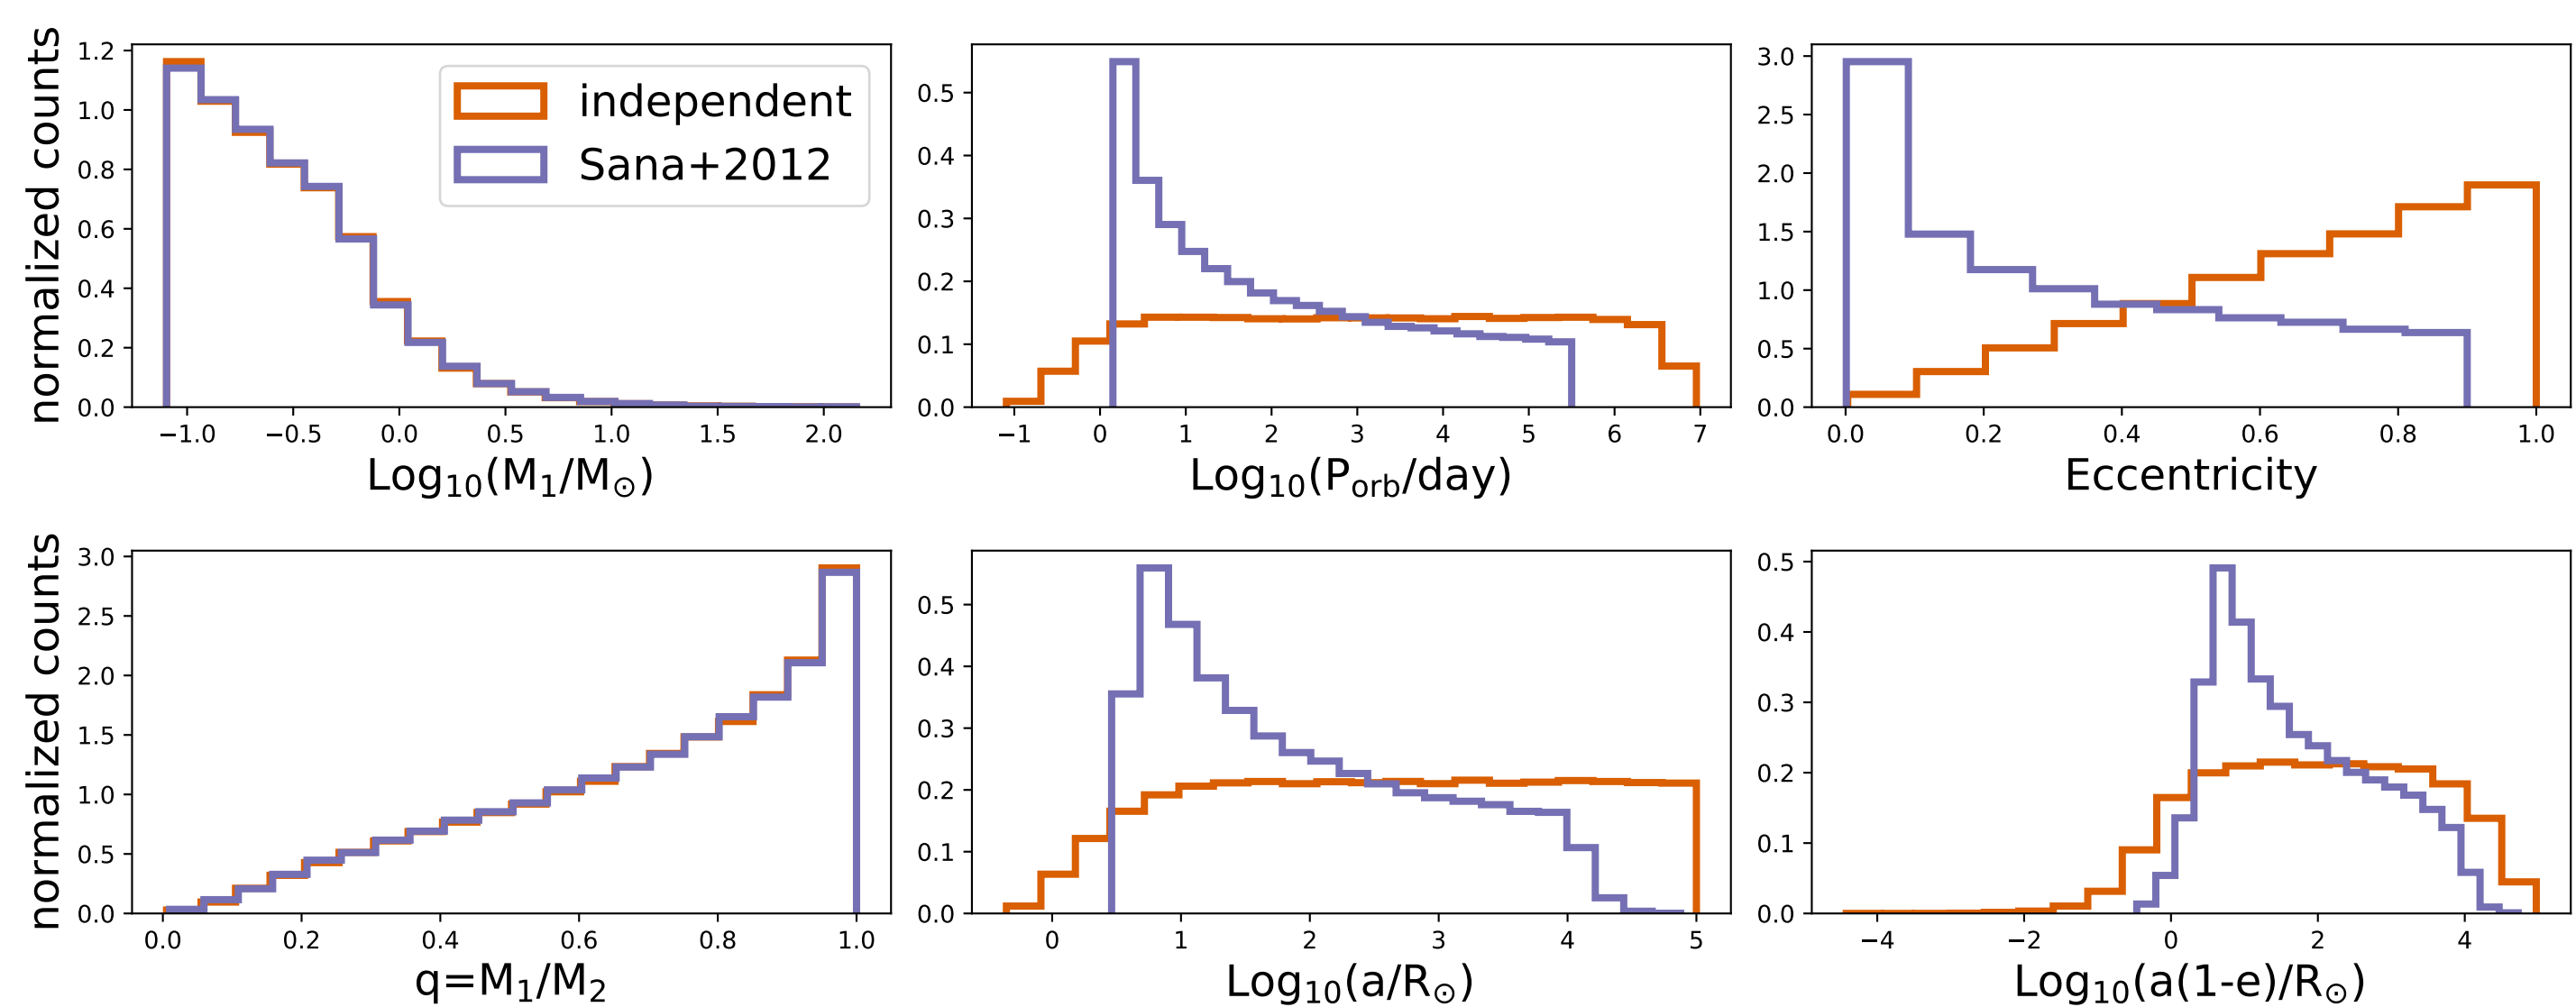 normalized counts
1.2
1.0
0.8
0.6
0.4
0.2
0.0
−1.0 −0.5 0.0 0.5 1.0 1.5 2.0
Log₁₀(M₁/M☉)
independent
Sana+2012
0.5
0.4
0.3
0.2
0.1
0.0
−1 0 1 2 3 4 5 6 7
Log₁₀(Pₒᵣb/day)
3.0
2.5
2.0
1.5
1.0
0.5
0.0
0.0 0.2 0.4 0.6 0.8 1.0
Eccentricity
normalized counts
3.0
2.5
2.0
1.5
1.0
0.5
0.0
0.0 0.2 0.4 0.6 0.8 1.0
q=M₁/M₂
0.5
0.4
0.3
0.2
0.1
0.0
0 1 2 3 4 5
Log₁₀(a/R☉)
0.5
0.4
0.3
0.2
0.1
0.0
−4 −2 0 2 4
Log₁₀(a(1-e)/R☉)